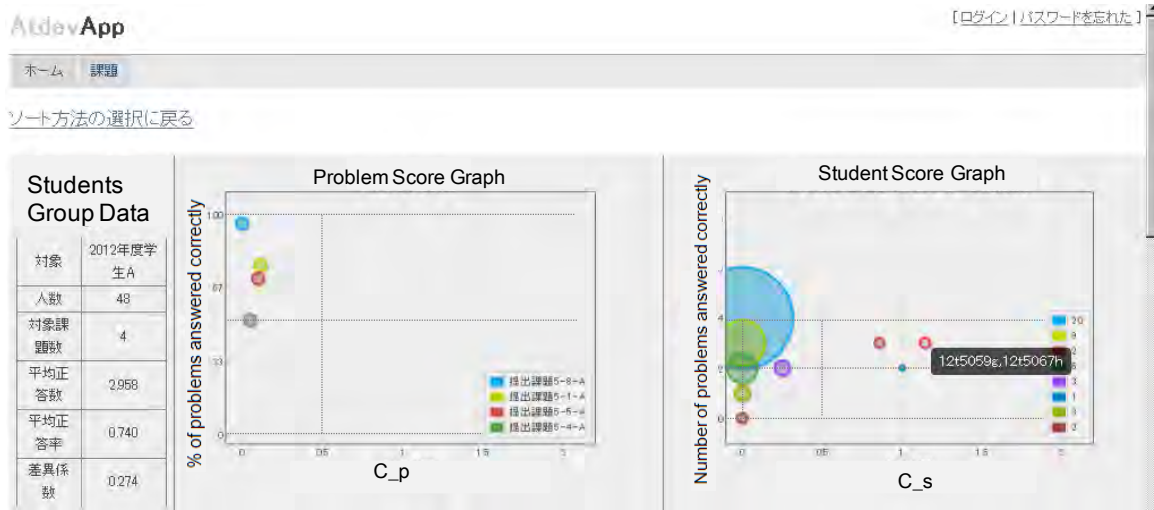 AtdevApp
[ ログイン | パスワードを忘れた ]
ホーム 課題
ソート方法の選択に戻る
Students
Group Data
対象 2012年度学
生A
人数 48
対象課
題数 4
平均正
答数 2.958
平均正
答率 0.740
差異係
数 0.274
Problem Score Graph
% of problems answered correctly
100
67
33
0
0 0.5 1 1.5 2
提出課題5-8-A
提出課題5-1-A
提出課題5-5-A
提出課題5-4-A
C_p
Student Score Graph
Number of problems answered correctly
4
2
0
0 0.5 1 1.5 2
20
9
12t5059g,12t5067h
3
1
3
C_s